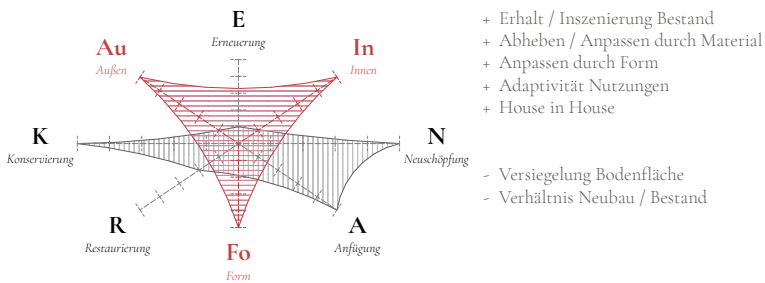 E
Erneuerung
Au
Außen
In
Innen
K
Konservierung
N
Neuschöpfung
R
Restaurierung
A
Anfügung
Fo
Form
+ Erhalt / Inszenierung Bestand
+ Abheben / Anpassen durch Material
+ Anpassen durch Form
+ Adaptivität Nutzungen
+ House in House
- Versiegelung Bodenfläche
- Verhältnis Neubau / Bestand